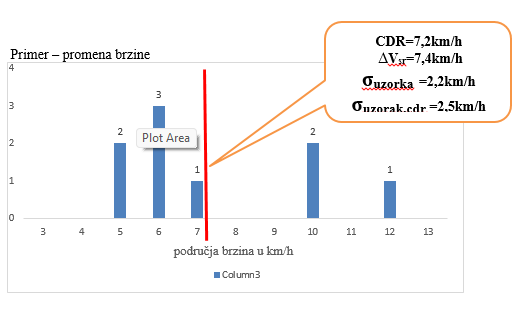 Primer – promena brzine
CDR=7,2km/h
∆Vsr=7,4km/h
σuzorka =2,2km/h
σuzorak.cdr =2,5km/h
4
3
2
1
0
2
3
Plot Area
1
2
1
3 4 5 6 7 8 9 10 11 12 13
područja brzina u km/h
Column3